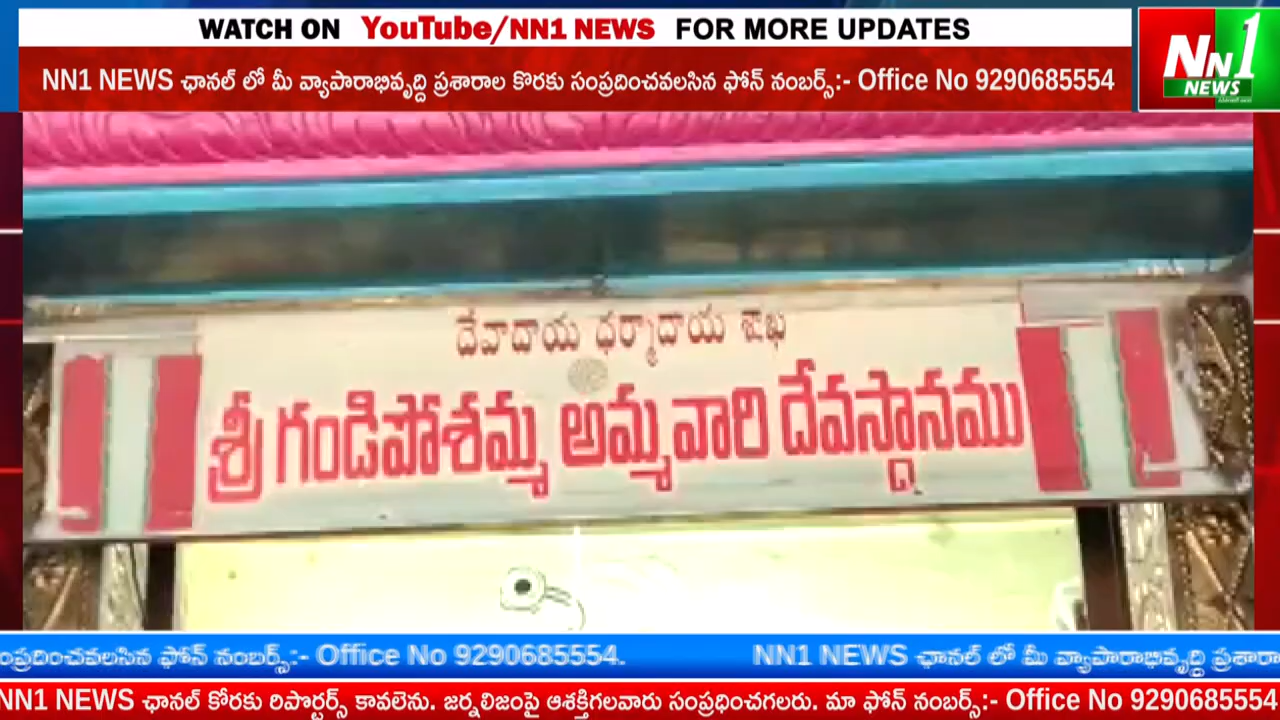 WATCH ON YouTube/NN1 NEWS FOR MORE UPDATES
NN1 NEWS ఛానల్ లో మీ వ్యాపారాభివృద్ది ప్రశారాల కొరకు సంప్రదించవలసిన ఫోన్ నంబర్స్:- Office No 9290685554
NN1
NEWS
దేవాదాయ ధర్మాదాయ శాఖ
శ్రీ గండిపోశమ్మ అమ్మవారి దేవస్థానము
సంప్రదించవలసిన ఫోన్ నంబర్స్:- Office No 9290685554. NN1 NEWS ఛానల్ లో మీ వ్యాపారాభివృద్ది ప్రశారా
NN1 NEWS ఛానల్ కోరకు రిపొర్టర్స్ కావలెను. జర్నలిజంపై ఆశక్తిగలవారు సంప్రధించగలరు. మా ఫోన్ నంబర్స్:- Office No 9290685554